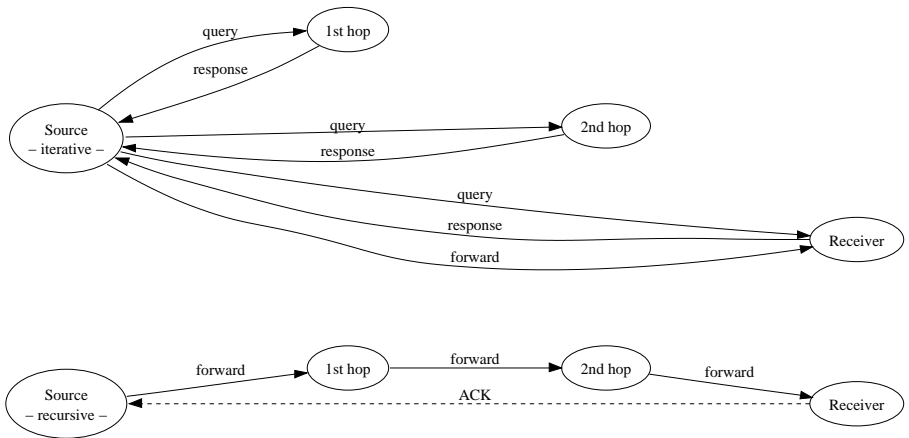 query
1st hop
response
Source
– iterative –
query
2nd hop
response
query
response
Receiver
forward
forward
1st hop
forward
2nd hop
forward
Source
– recursive –
ACK
Receiver